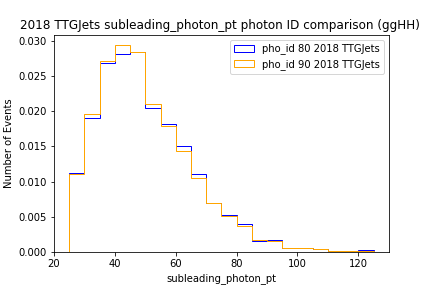 2018 TTGJets subleading_photon_pt photon ID comparison (ggHH)
pho_id 80 2018 TTGJets
pho_id 90 2018 TTGJets
Number of Events
0.030
0.025
0.020
0.015
0.010
0.005
0.000
20 40 60 80 100 120
subleading_photon_pt